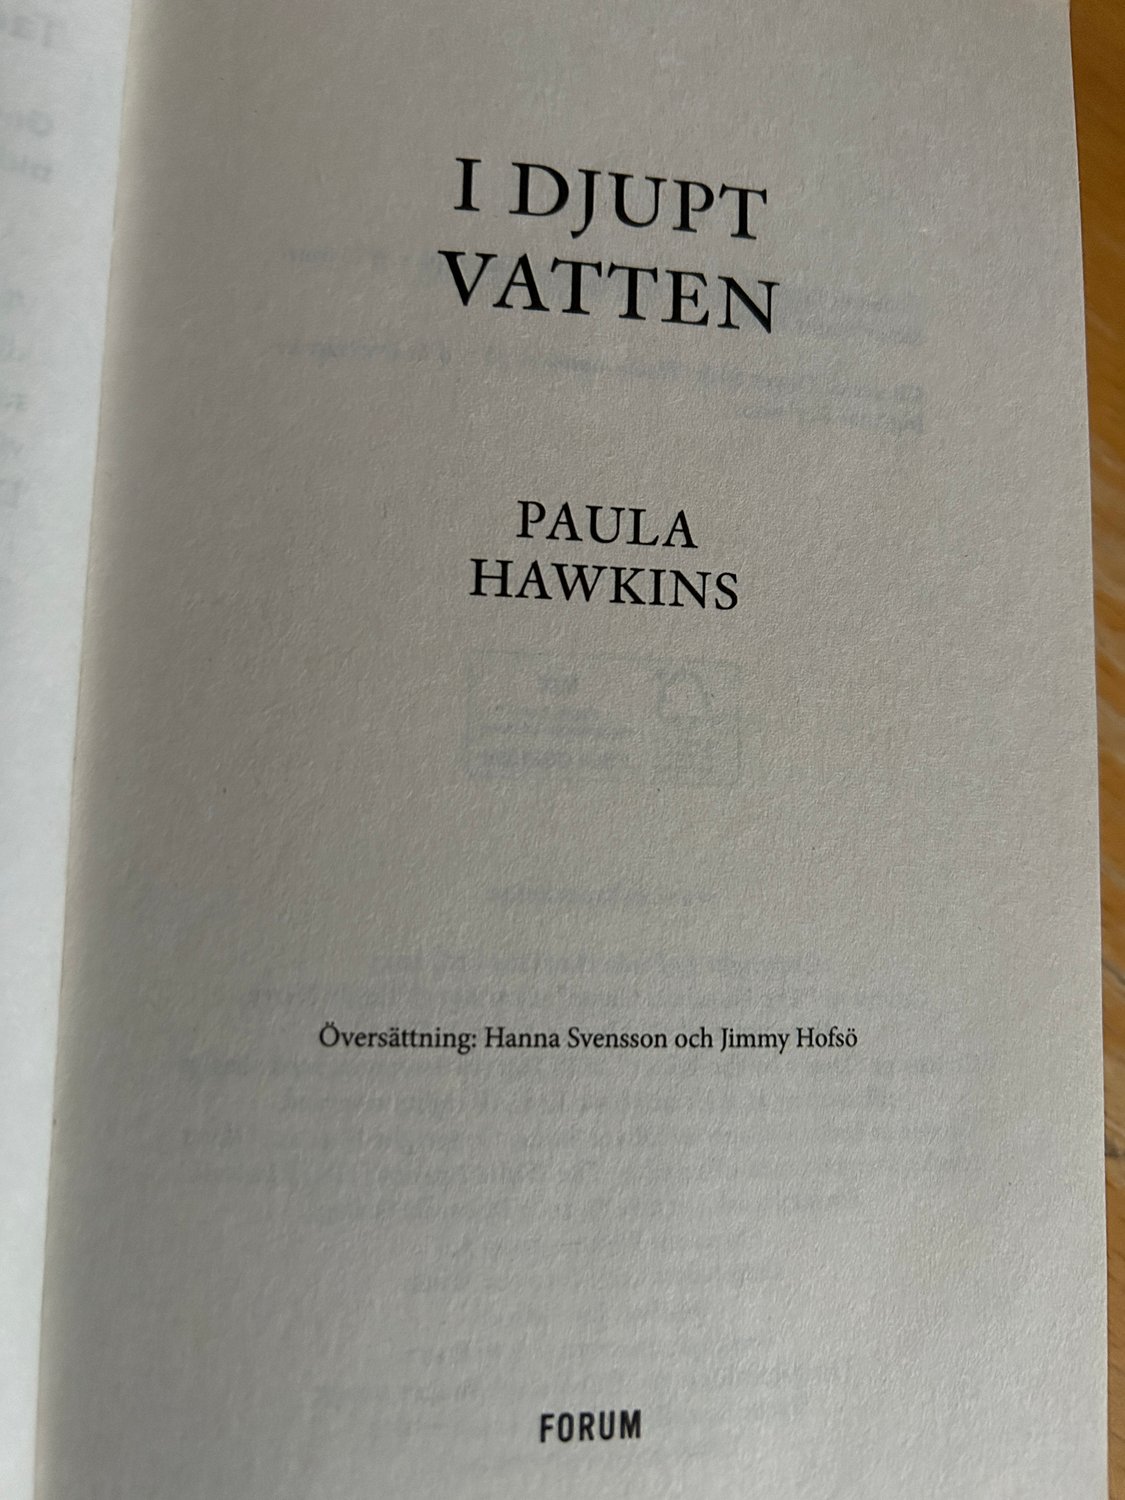 I DJUPT
VATTEN
PAULA
HAWKINS
Översättning: Hanna Svensson och Jimmy Hofsö
FORUM